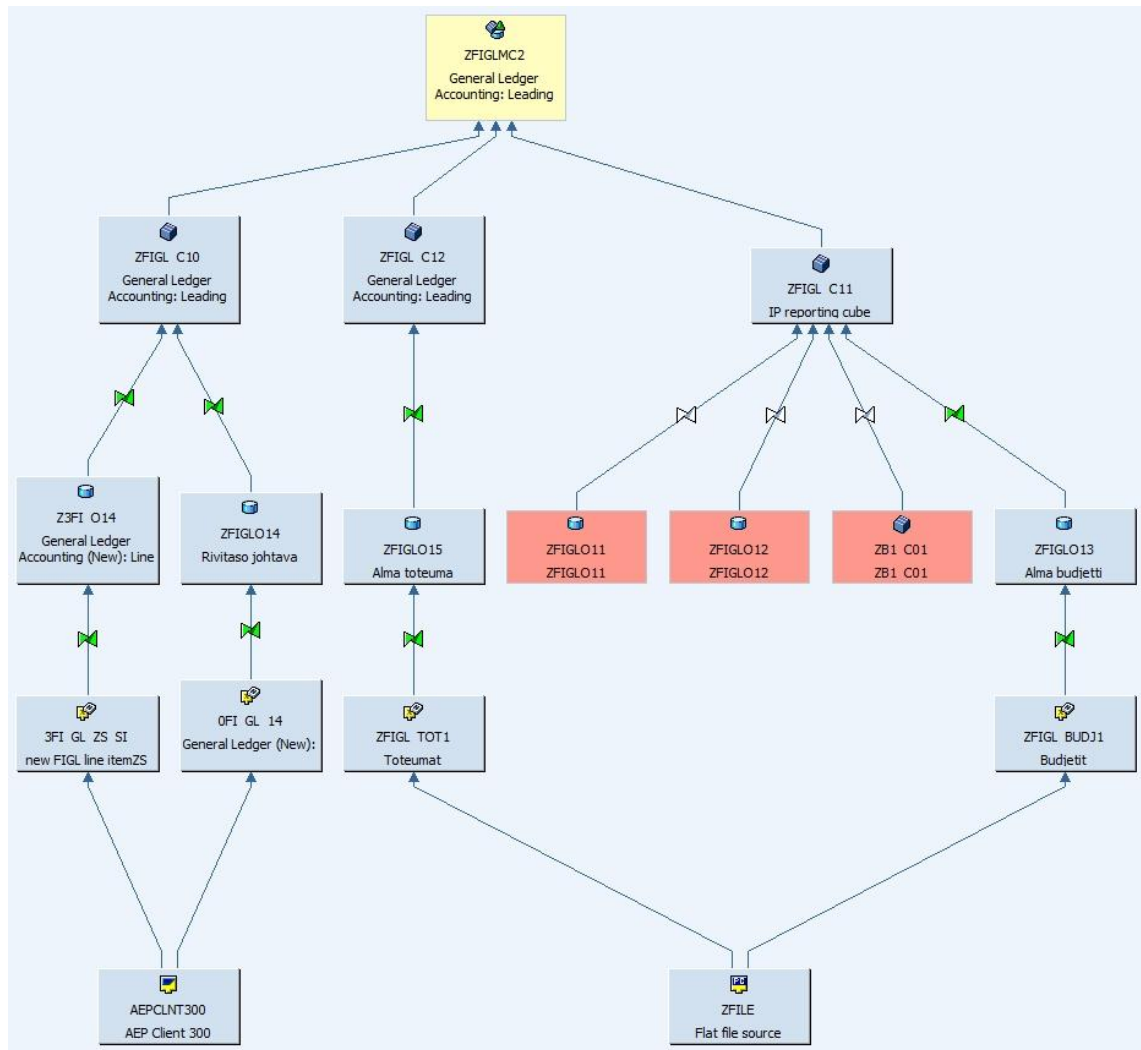 ZFIGLMC2
General Ledger
Accounting: Leading
ZFIGL C10
General Ledger
Accounting: Leading
ZFIGL C12
General Ledger
Accounting: Leading
ZFIGL C11
IP reporting cube
Z3FI O14
General Ledger
Accounting (New): Line
ZFIGLO14
Rivitaso johtava
ZFIGLO15
Alma toteuma
ZFIGLO11
ZFIGLO11
ZFIGLO12
ZFIGLO12
ZB1 C01
ZB1 C01
ZFIGLO13
Alma budjetti
3FI GL ZS SI
new FIGL line itemZS
0FI GL 14
General Ledger (New):
ZFIGL TOT1
Toteumat
ZFIGL BUDJ1
Budjetit
AEPCLNT300
AEP Client 300
ZFILE
Flat file source